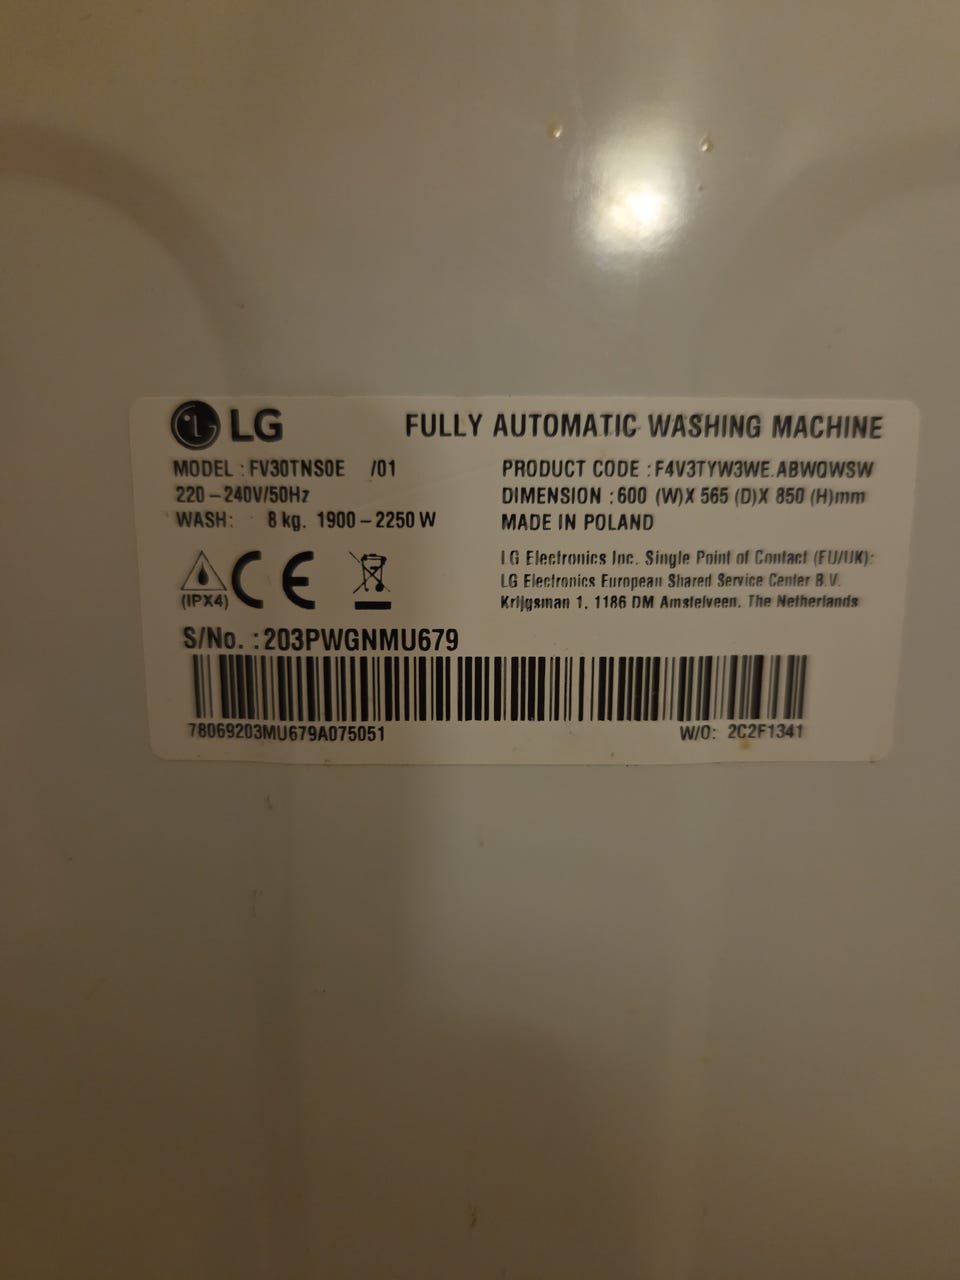 LG FULLY AUTOMATIC WASHING MACHINE
MODEL : FV30TNS0E /01
220 – 240V/50Hz
WASH: 8 kg. 1900 – 2250 W
PRODUCT CODE : F4V3TYW3WE.ABWQWSW
DIMENSION : 600 (W)X 565 (D)X 850 (H)mm
MADE IN POLAND
LG Electronics Inc. Single Point of Contact (EU/UK):
LG Electronics European Shared Service Center B.V.
Krijgsman 1, 1186 DM Amstelveen, The Netherlands
(IPX4) CE
S/No. : 203PWGNMU679
78069203MU679A075051 W/O: 2C2F1341